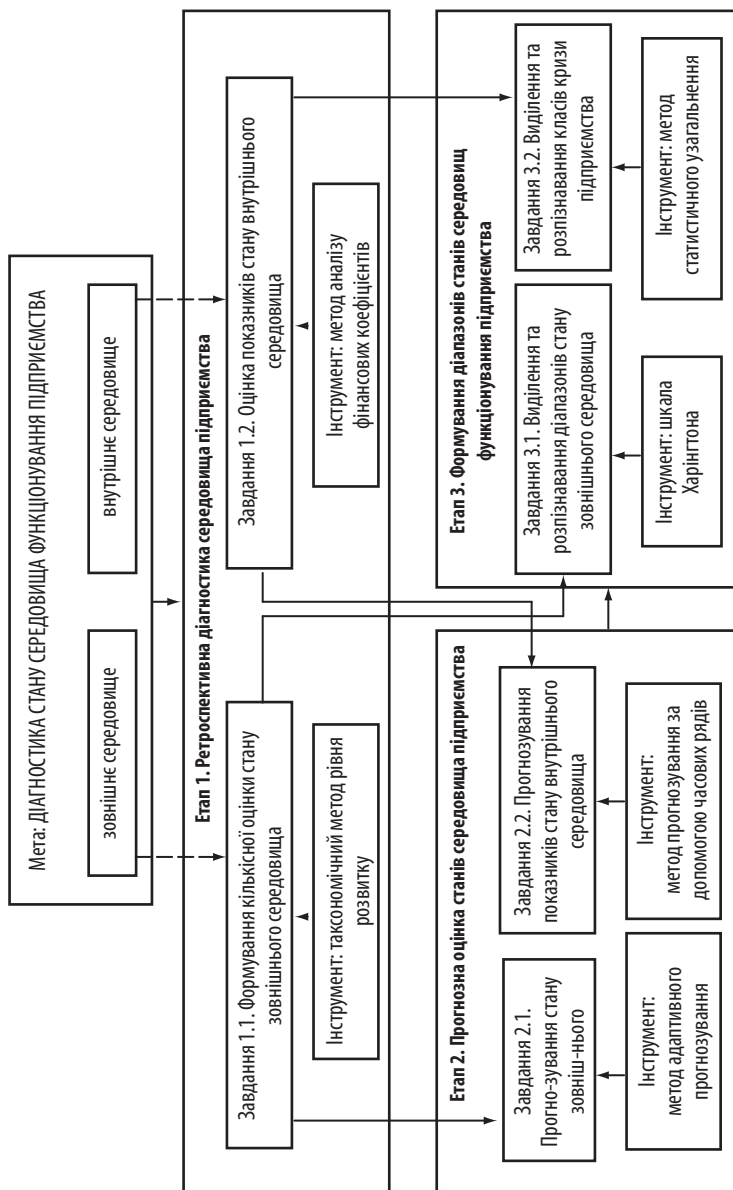 Мета: ДІАГНОСТИКА СТАНУ СЕРЕДОВИЩА ФУНКЦІОНУВАННЯ ПІДПРИЄМСТВА
зовнішнє середовище
внутрішнє середовище
Етап 1. Ретроспективна діагностика середовища підприємства
Завдання 1.1. Формування кількісної оцінки стану
зовнішнього середовища
Інструмент: таксономічний метод рівня
розвитку
Завдання 1.2. Оцінка показників стану внутрішнього
середовища
Інструмент: метод аналізу
фінансових коефіцієнтів
Етап 2. Прогнозна оцінка станів середовища підприємства
Завдання 2.1.
Прогно-зування стану
зовніш-нього
Інструмент:
метод адаптивного
прогнозування
Завдання 2.2. Прогнозування
показників стану внутрішнього
середовища
Інструмент:
метод прогнозування за
допомогою часових рядів
Етап 3. Формування діапазонів станів середовищ
функціонування підприємства
Завдання 3.1. Виділення та
розпізнавання діапазонів стану
зовнішнього середовища
Інструмент: шкала
Харінгтона
Завдання 3.2. Виділення та
розпізнавання класів кризи
підприємства
Інструмент: метод
статистичного узагальнення